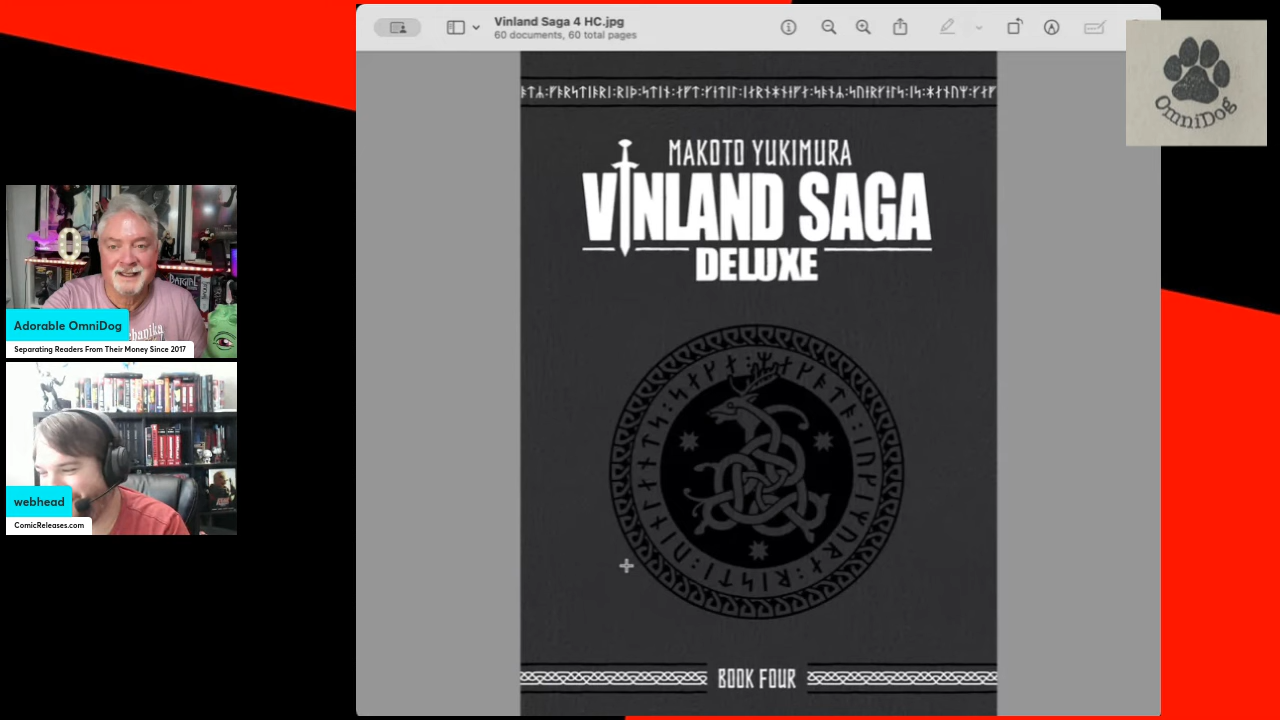 Vinland Saga 4 HC.jpg
60 documents, 60 total pages
OmniDog
MAKOTO YUKIMURA
VINLAND SAGA
DELUXE
BOOK FOUR
Adorable OmniDog
Separating Readers From Their Money Since 2017
webhead
ComicReleases.com
BATGIRL